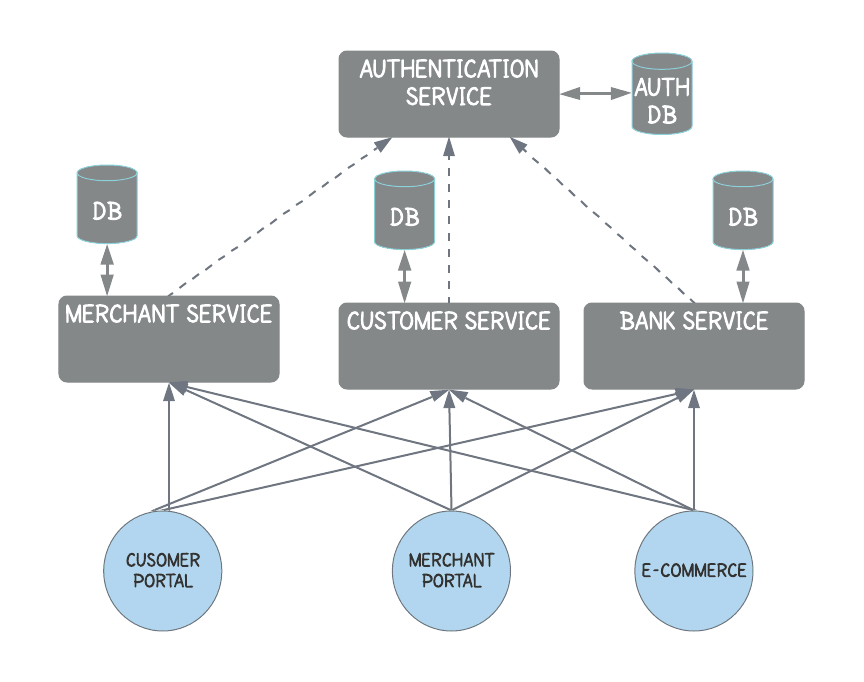 AUTHENTICATION
SERVICE
AUTH
DB
DB
DB
DB
MERCHANT SERVICE
CUSTOMER SERVICE
BANK SERVICE
CUSOMER
PORTAL
MERCHANT
PORTAL
E-COMMERCE